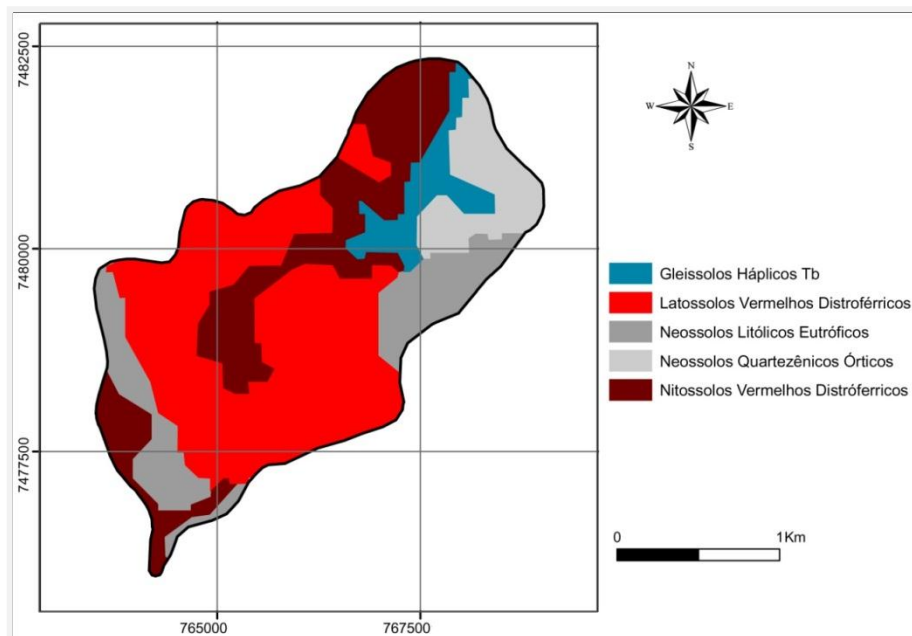 7482500
7480000
7477500
765000
767500
N
W
E
S
Gleissolos Háplicos Tb
Latossolos Vermelhos Distroférricos
Neossolos Litólicos Eutróficos
Neossolos Quartezênicos Órticos
Nitossolos Vermelhos Distróferricos
0
1Km